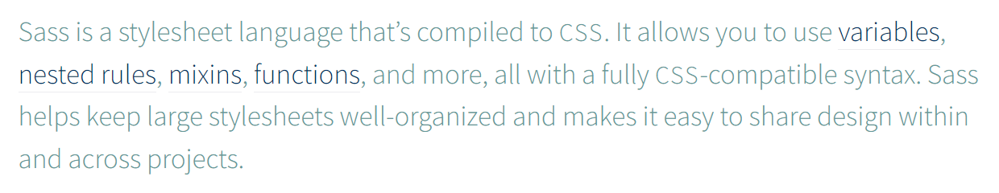 Sass is a stylesheet language that’s compiled to CSS. It allows you to use variables,
nested rules, mixins, functions, and more, all with a fully CSS-compatible syntax. Sass
helps keep large stylesheets well-organized and makes it easy to share design within
and across projects.